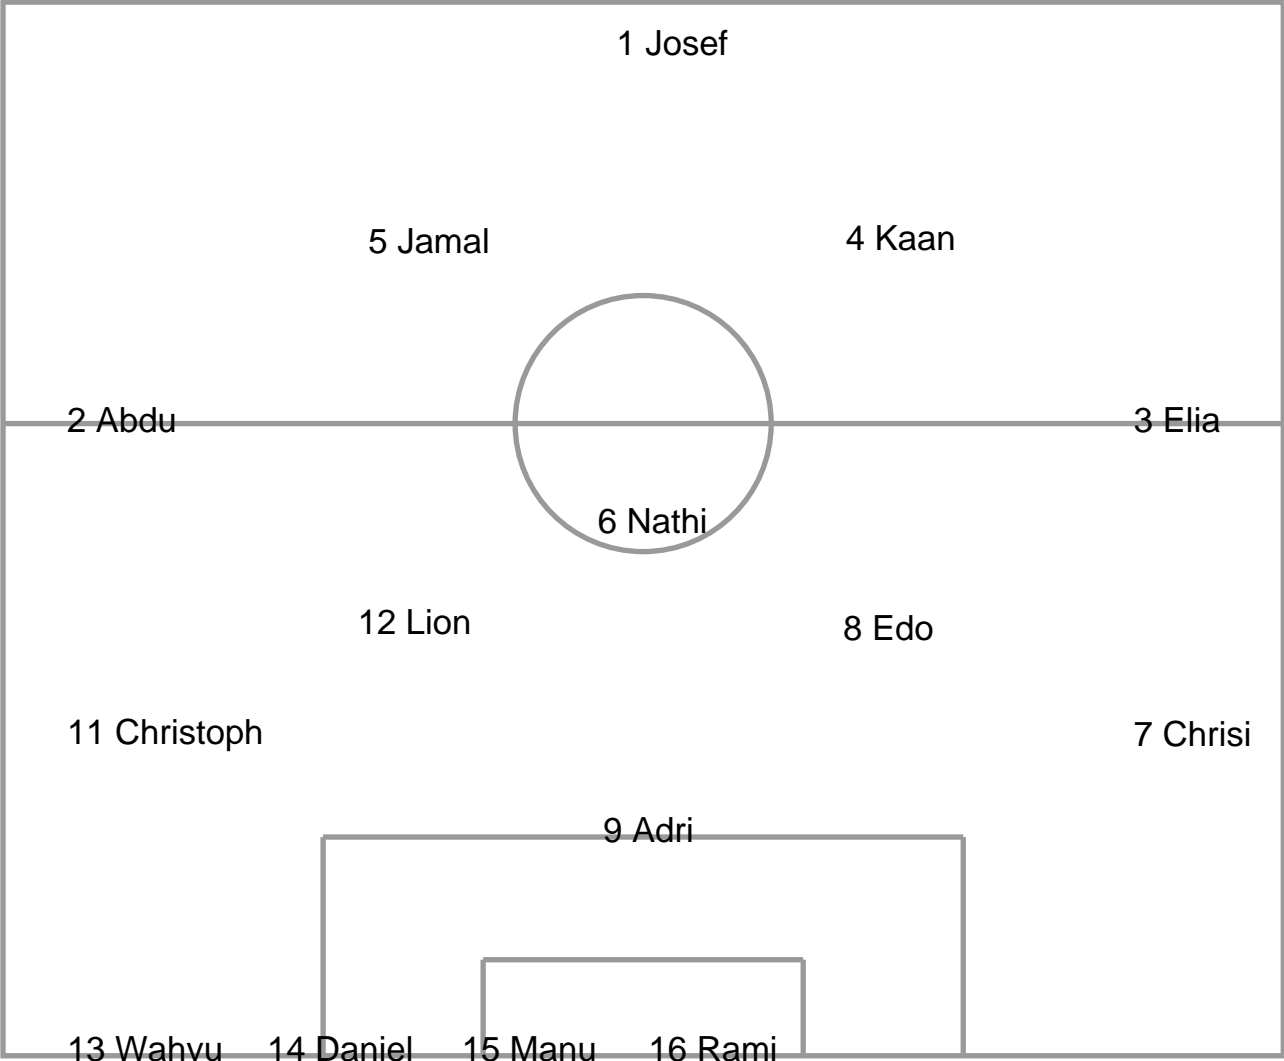 1 Josef
5 Jamal 4 Kaan
2 Abdu 3 Elia
6 Nathi
12 Lion 8 Edo
11 Christoph 7 Chrisi
9 Adri
13 Wahyu 14 Daniel 15 Manu 16 Rami